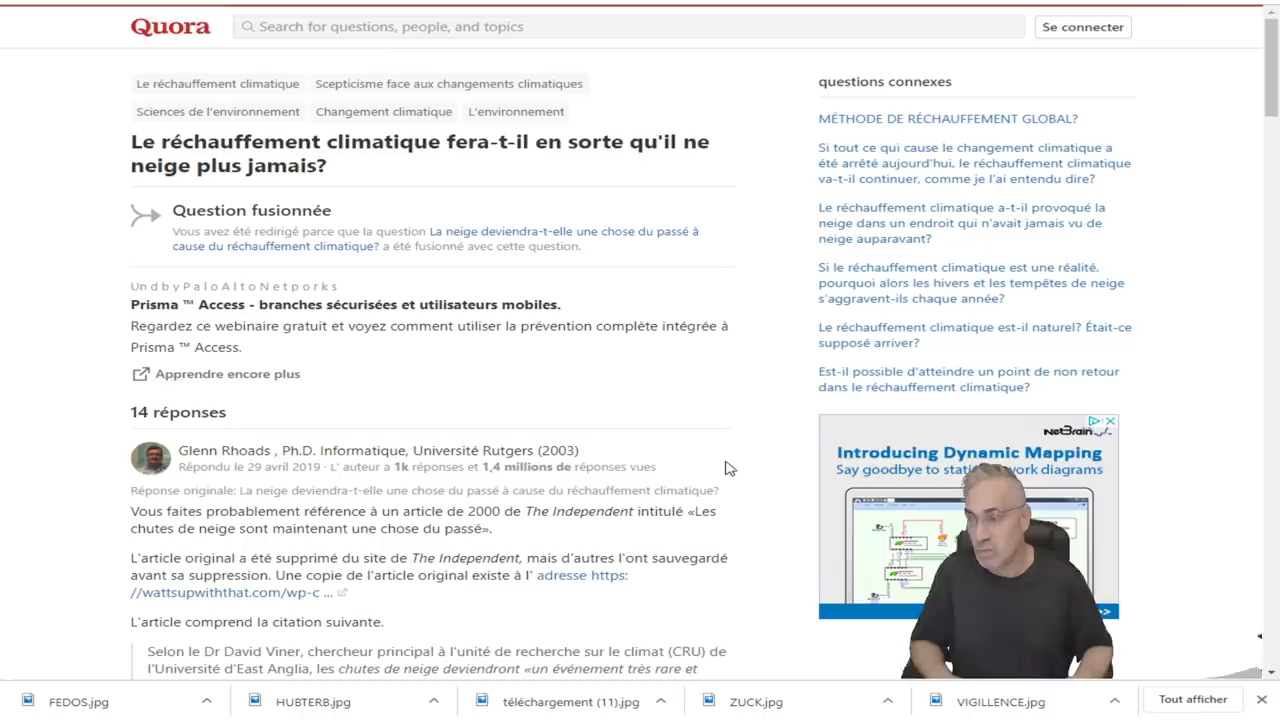 Quora
Search for questions, people, and topics
Se connecter
Le réchauffement climatique
Scepticisme face aux changements climatiques
Sciences de l'environnement
Changement climatique
L'environnement
Le réchauffement climatique fera-t-il en sorte qu'il ne
neige plus jamais?
Question fusionnée
Vous avez été redirigé parce que la question La neige deviendra-t-elle une chose du passé à
cause du réchauffement climatique? a été fusionné avec cette question.
U n d b y P a l o A l t o N e t p o r k s
Prisma ™ Access - branches sécurisées et utilisateurs mobiles.
Regardez ce webinaire gratuit et voyez comment utiliser la prévention complète intégrée à
Prisma ™ Access.
Apprendre encore plus
14 réponses
Glenn Rhoads , Ph.D. Informatique, Université Rutgers (2003)
Répondu le 29 avril 2019 · L' auteur a 1k réponses et 1,4 millions de réponses vues
Réponse originale: La neige deviendra-t-elle une chose du passé à cause du réchauffement climatique?
Vous faites probablement référence à un article de 2000 de The Independent intitulé «Les
chutes de neige sont maintenant une chose du passé».
L'article original a été supprimé du site de The Independent, mais d'autres l'ont sauvegardé
avant sa suppression. Une copie de l'article original existe à l' adresse https:
//wattsupwiththat.com/wp-c ...
L'article comprend la citation suivante.
Selon le Dr David Viner, chercheur principal à l'unité de recherche sur le climat (CRU) de
l'Université d'East Anglia, les chutes de neige deviendront «un événement très rare et
questions connexes
MÉTHODE DE RÉCHAUFFEMENT GLOBAL?
Si tout ce qui cause le changement climatique a
été arrêté aujourd'hui, le réchauffement climatique
va-t-il continuer, comme je l'ai entendu dire?
Le réchauffement climatique a-t-il provoqué la
neige dans un endroit qui n'avait jamais vu de
neige auparavant?
Si le réchauffement climatique est une réalité,
pourquoi alors les hivers et les tempêtes de neige
s'aggravent-ils chaque année?
Le réchauffement climatique est-il naturel? Était-ce
supposé arriver?
Est-il possible d'atteindre un point de non retour
dans le réchauffement climatique?
NetBrain
Introducing Dynamic Mapping
Say goodbye to work diagrams
FEDOS.jpg
HUBTERB.jpg
téléchargement (11).jpg
ZUCK.jpg
VIGILLENCE.jpg
Tout afficher